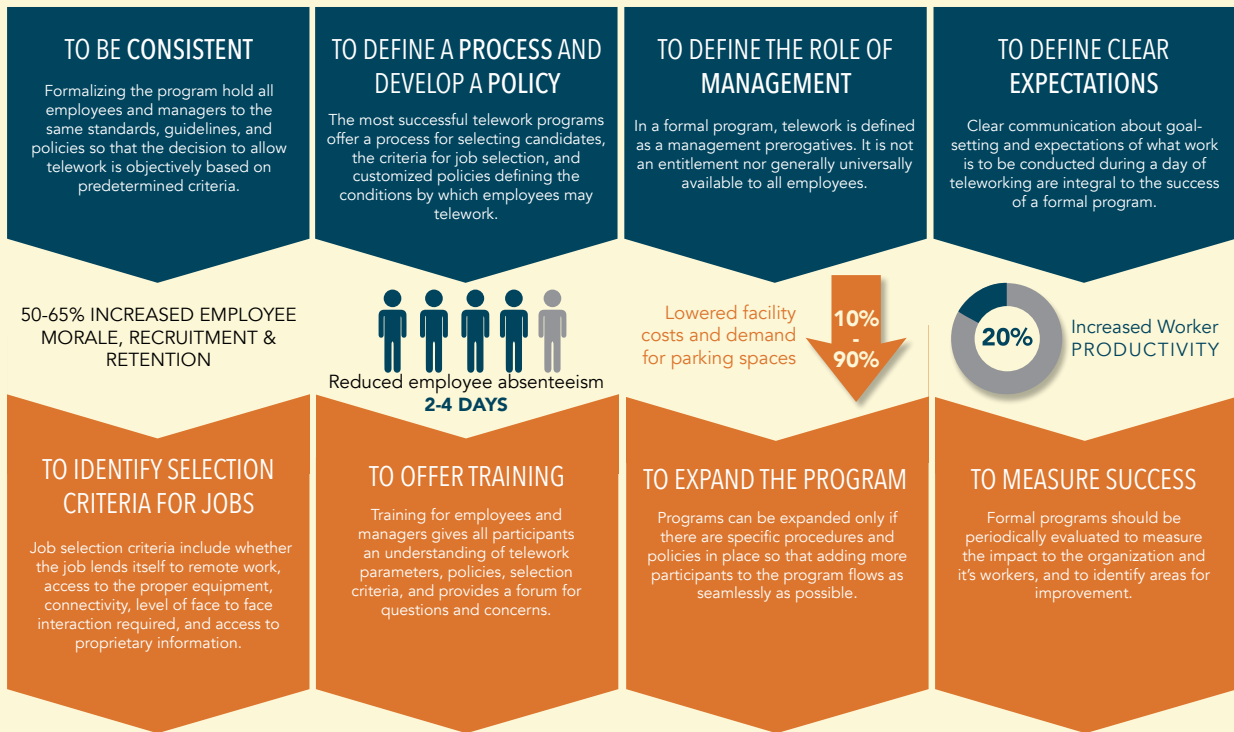 TO BE CONSISTENT
Formalizing the program hold all
employees and managers to the
same standards, guidelines, and
policies so that the decision to allow
telework is objectively based on
predetermined criteria.
TO DEFINE A PROCESS AND
DEVELOP A POLICY
The most successful telework programs
offer a process for selecting candidates,
the criteria for job selection, and
customized policies defining the
conditions by which employees may
telework.
TO DEFINE THE ROLE OF
MANAGEMENT
In a formal program, telework is defined
as a management prerogatives. It is not
an entitlement nor generally universally
available to all employees.
TO DEFINE CLEAR
EXPECTATIONS
Clear communication about goal-
setting and expectations of what work
is to be conducted during a day of
teleworking are integral to the success
of a formal program.
50-65% INCREASED EMPLOYEE
MORALE, RECRUITMENT &
RETENTION
Reduced employee absenteeism
2-4 DAYS
Lowered facility
costs and demand
for parking spaces
10%
-
90%
20%
Increased Worker
PRODUCTIVITY
TO IDENTIFY SELECTION
CRITERIA FOR JOBS
Job selection criteria include whether
the job lends itself to remote work,
access to the proper equipment,
connectivity, level of face to face
interaction required, and access to
proprietary information.
TO OFFER TRAINING
Training for employees and
managers gives all participants
an understanding of telework
parameters, policies, selection
criteria, and provides a forum for
questions and concerns.
TO EXPAND THE PROGRAM
Programs can be expanded only if
there are specific procedures and
policies in place so that adding more
participants to the program flows as
seamlessly as possible.
TO MEASURE SUCCESS
Formal programs should be
periodically evaluated to measure
the impact to the organization and
it's workers, and to identify areas for
improvement.